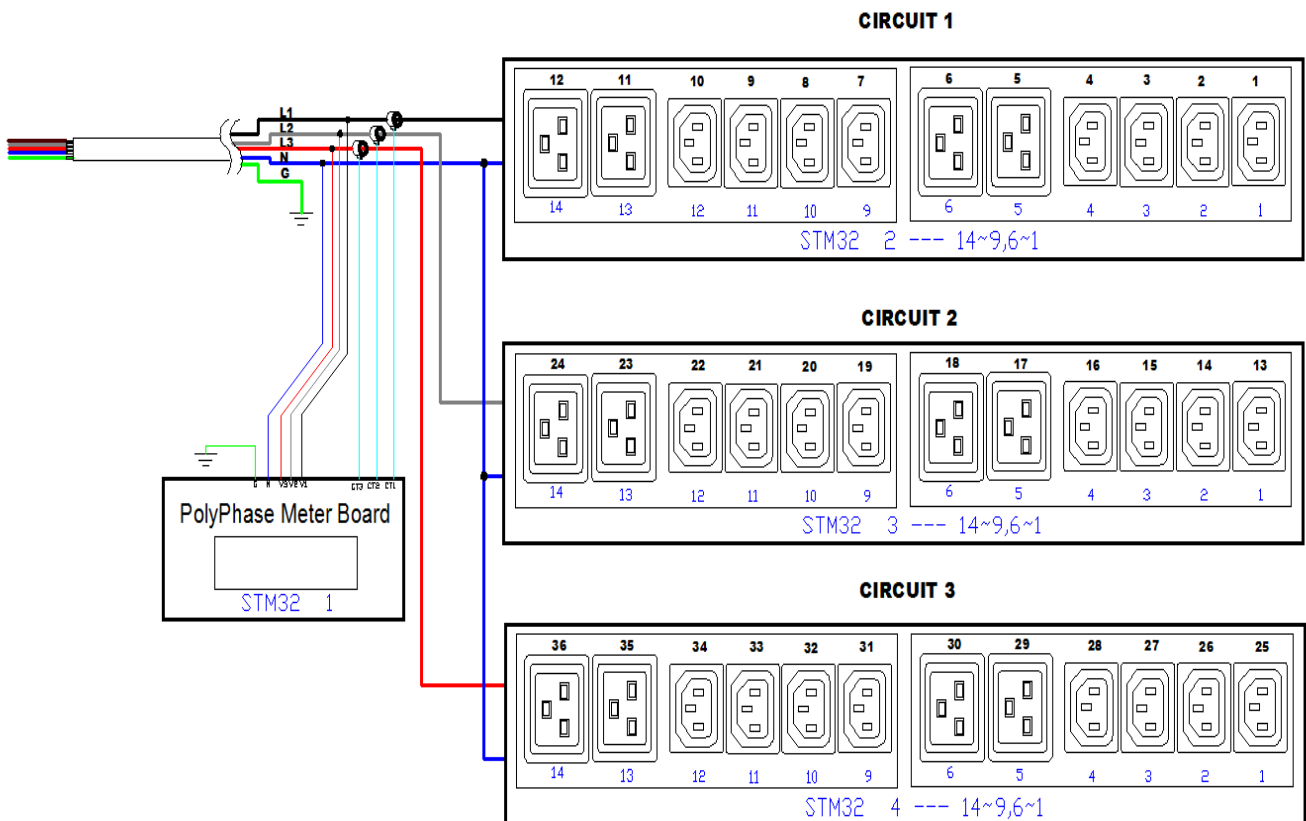 CIRCUIT 1
12 11 10 9 8 7 6 5 4 3 2 1
14 13 12 11 10 9 6 5 4 3 2 1
STM32 2 --- 14~9,6~1
L1
L2
L3
N
G
CIRCUIT 2
24 23 22 21 20 19 18 17 16 15 14 13
14 13 12 11 10 9 6 5 4 3 2 1
STM32 3 --- 14~9,6~1
G N V3 V2 V1 CT3 CT2 CT1
PolyPhase Meter Board
STM32 1
CIRCUIT 3
36 35 34 33 32 31 30 29 28 27 26 25
14 13 12 11 10 9 6 5 4 3 2 1
STM32 4 --- 14~9,6~1